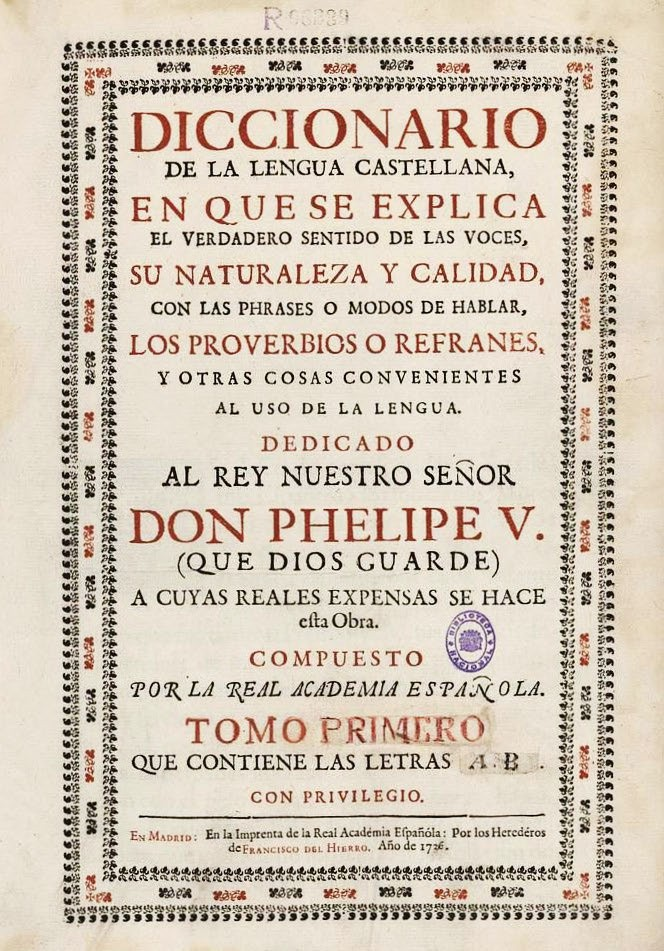 R 06889
DICCIONARIO
DE LA LENGUA CASTELLANA,
EN QUE SE EXPLICA
EL VERDADERO SENTIDO DE LAS VOCES,
SU NATURALEZA Y CALIDAD,
CON LAS PHRASES O MODOS DE HABLAR,
LOS PROVERBIOS O REFRANES,
Y OTRAS COSAS CONVENIENTES
AL USO DE LA LENGUA.
DEDICADO
AL REY NUESTRO SEÑOR
DON PHELIPE V.
(QUE DIOS GUARDE)
A CUYAS REALES EXPENSAS SE HACE
eſta Obra.
BIBLIOTECA NACIONAL
COMPUESTO
POR LA REAL ACADEMIA ESPAÑOLA.
TOMO PRIMERO
QUE CONTIENE LAS LETRAS A B .
CON PRIVILEGIO.
EN MADRID: En la Imprenta de la Real Académia Eſpañóla: Por los Herederos
de FRANCISCO DEL HIERRO. Año de 1726.